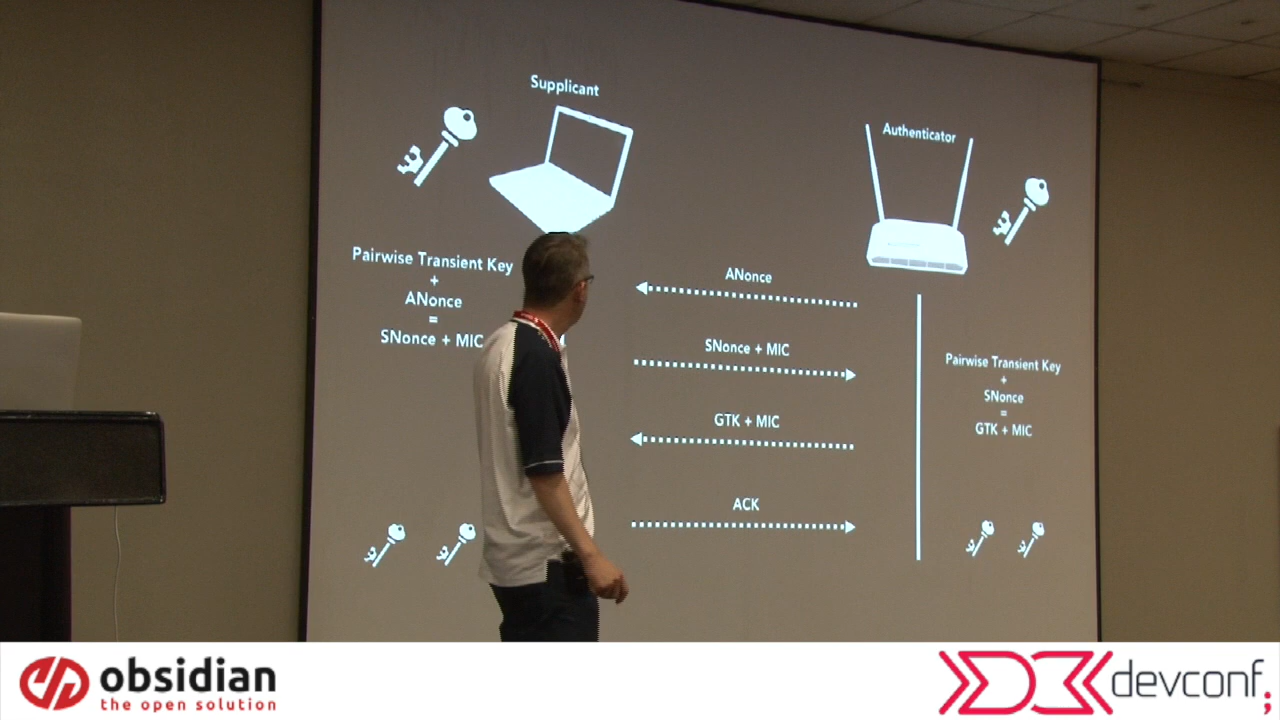 Supplicant
Authenticator
Pairwise Transient Key
+
ANonce
=
SNonce + MIC
ANonce
SNonce + MIC
GTK + MIC
ACK
Pairwise Transient Key
+
SNonce
=
GTK + MIC
obsidian
the open solution
devconf;